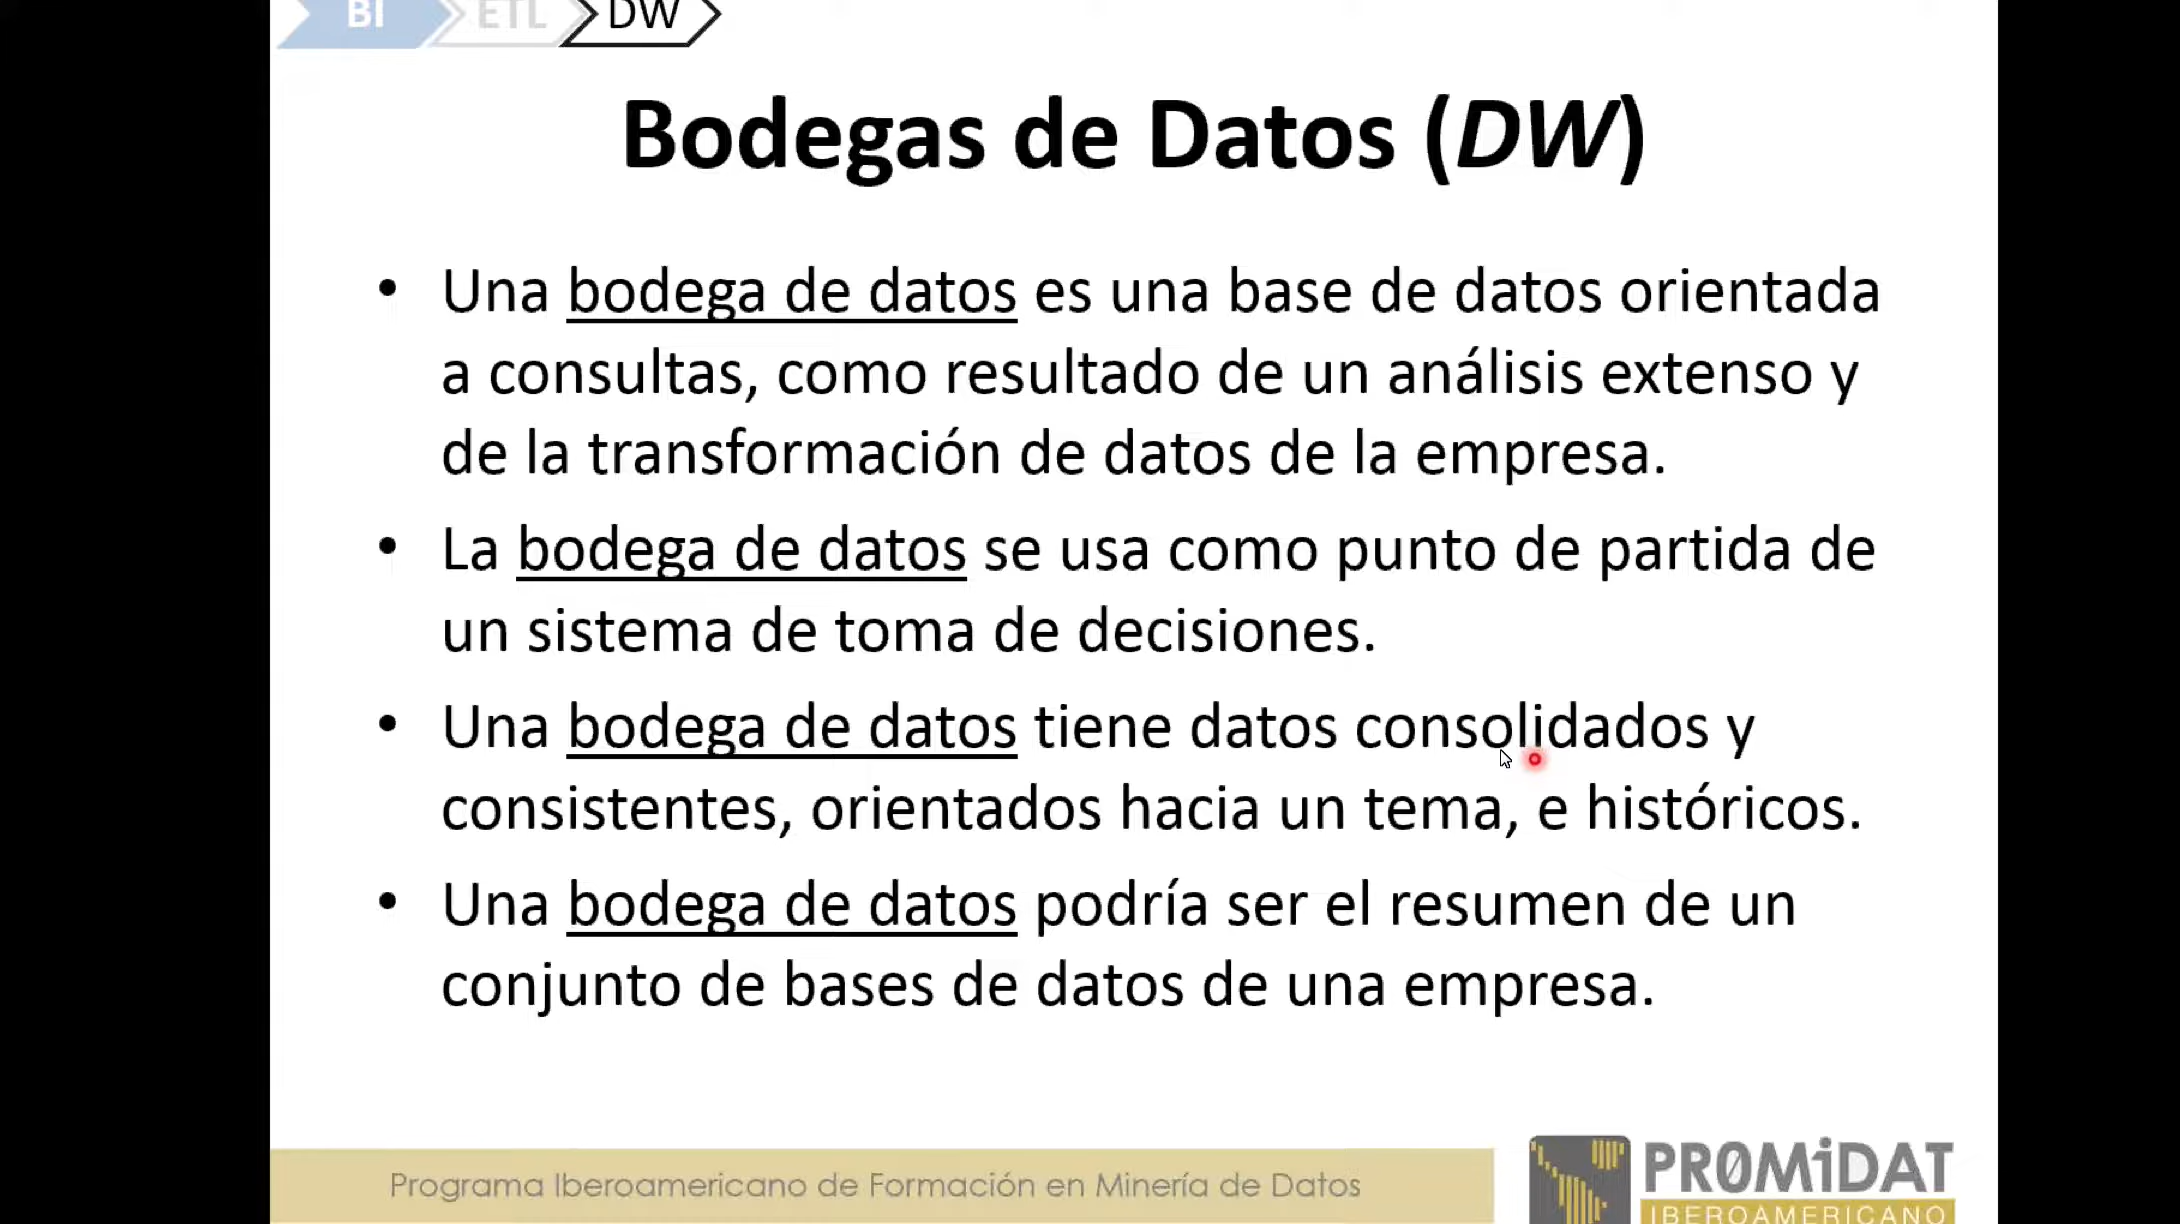 BI ETL DW
Bodegas de Datos (DW)
• Una bodega de datos es una base de datos orientada
a consultas, como resultado de un análisis extenso y
de la transformación de datos de la empresa.
• La bodega de datos se usa como punto de partida de
un sistema de toma de decisiones.
• Una bodega de datos tiene datos consolidados y
consistentes, orientados hacia un tema, e históricos.
• Una bodega de datos podría ser el resumen de un
conjunto de bases de datos de una empresa.
Programa Iberoamericano de Formación en Minería de Datos
PR0MiDAT
IBEROAMERICANO